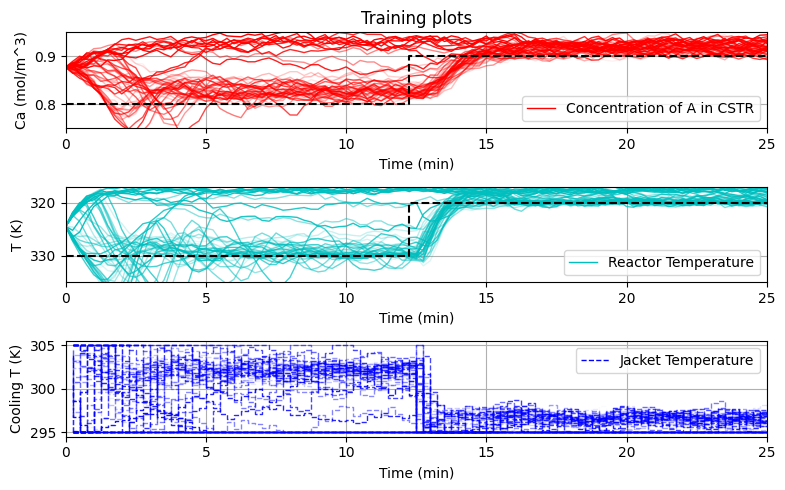 Training plots
Ca (mol/m^3)
0.9
0.8
Concentration of A in CSTR
0 5 10 15 20 25
Time (min)
T (K)
320
330
Reactor Temperature
0 5 10 15 20 25
Time (min)
Cooling T (K)
305
300
295
Jacket Temperature
0 5 10 15 20 25
Time (min)